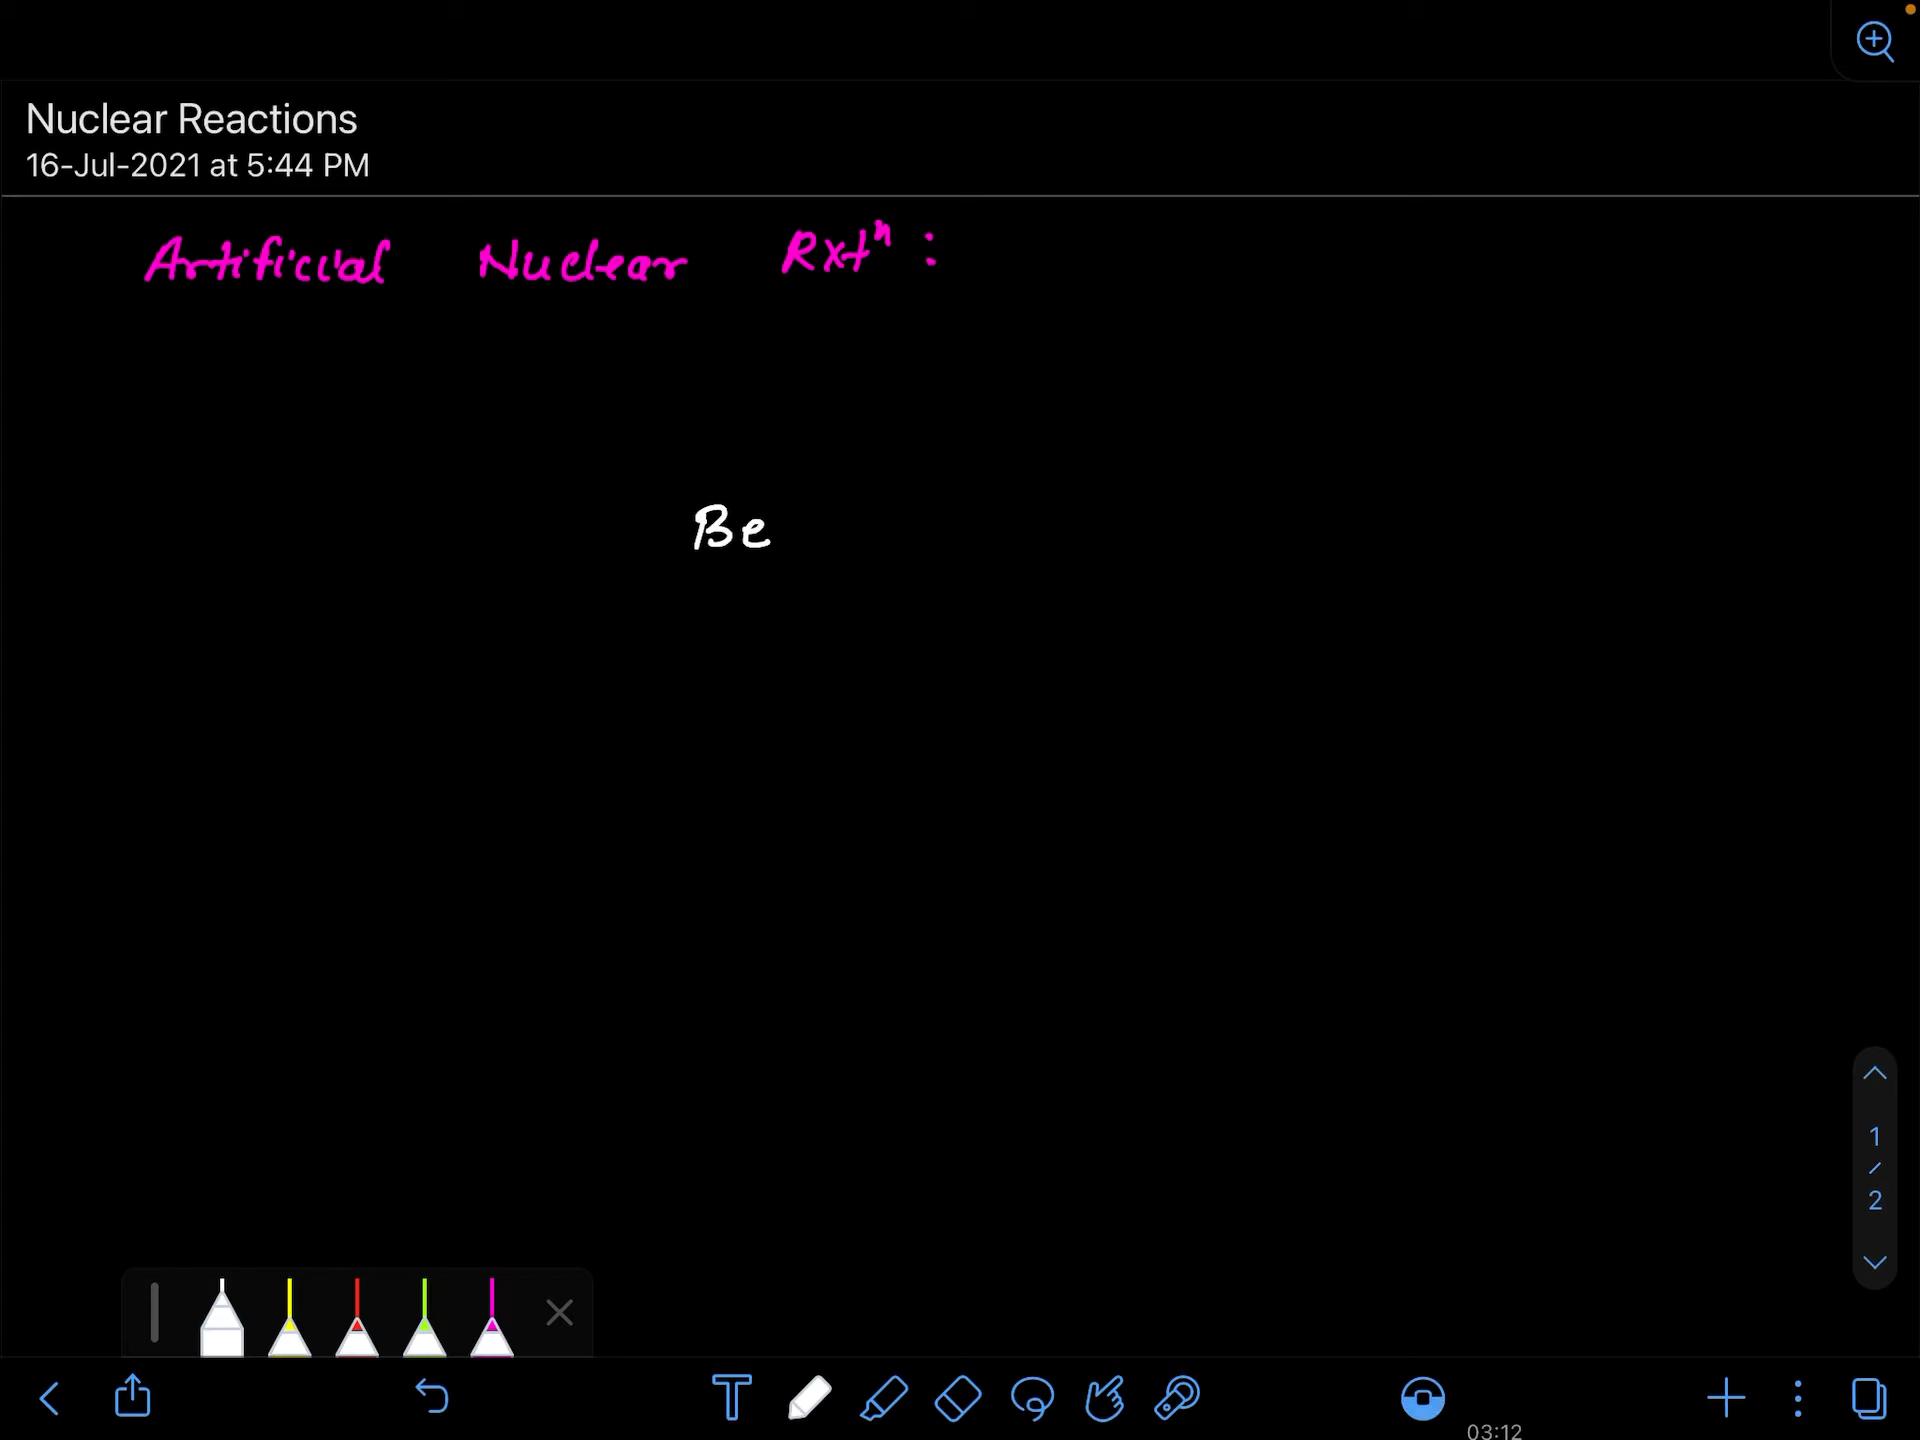 Nuclear Reactions
16-Jul-2021 at 5:44 PM
Artificial Nuclear Rxtⁿ :
Be
1
/
2
03:12